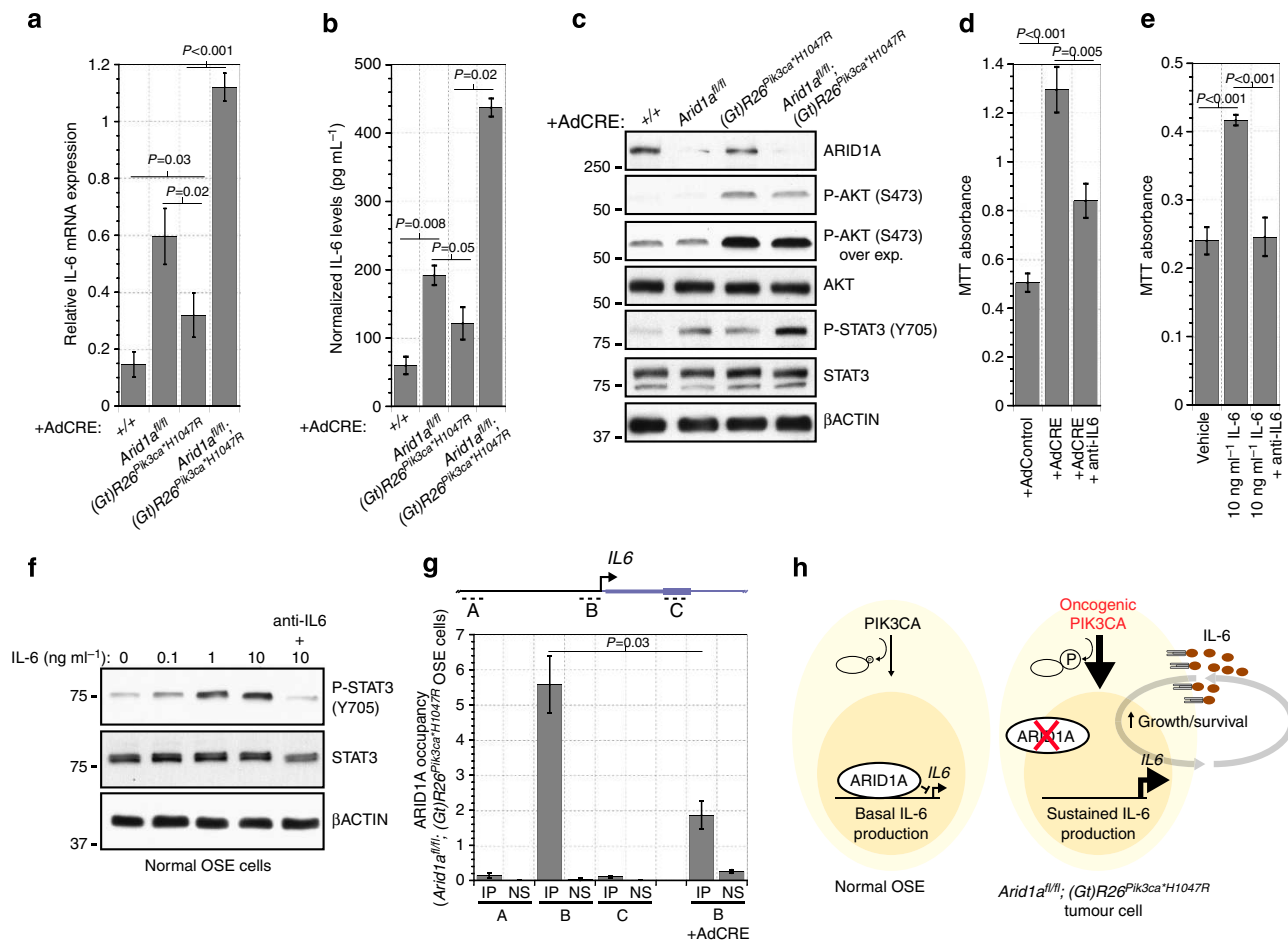 a
P<0.001
1.2
1
0.8
0.6
0.4
0.2
0
Relative IL-6 mRNA expression
P=0.03
P=0.02
+AdCRE:
+/+
Arid1a^fl/fl
(Gt)R26^Pik3ca*H1047R
Arid1a^fl/fl;
(Gt)R26^Pik3ca*H1047R
b
P=0.02
500
400
300
200
100
0
Normalized IL-6 levels (pg mL−1)
P=0.008
P=0.05
+AdCRE:
+/+
Arid1a^fl/fl
(Gt)R26^Pik3ca*H1047R
Arid1a^fl/fl;
(Gt)R26^Pik3ca*H1047R
c
+AdCRE:
+/+
Arid1a^fl/fl
(Gt)R26^Pik3ca*H1047R
Arid1a^fl/fl;
(Gt)R26^Pik3ca*H1047R
250
ARID1A
50
P-AKT (S473)
50
P-AKT (S473)
over exp.
50
AKT
75
P-STAT3 (Y705)
75
STAT3
37
βACTIN
d
P<0.001
P=0.005
1.4
1.2
1
0.8
0.6
0.4
0.2
0
MTT absorbance
+AdControl
+AdCRE
+AdCRE
+ anti-IL6
e
P<0.001
P<0.001
0.5
0.4
0.3
0.2
0.1
0
MTT absorbance
Vehicle
10 ng ml−1 IL-6
10 ng ml−1 IL-6
+ anti-IL6
f
anti-IL6
+
IL-6 (ng ml−1): 0 0.1 1 10 10
75
P-STAT3
(Y705)
75
STAT3
37
βACTIN
Normal OSE cells
g
IL6
A
B
C
7
6
5
4
3
2
1
0
ARID1A occupancy
(Arid1a^fl/fl; (Gt)R26^Pik3ca*H1047R OSE cells)
P=0.03
IP NS IP NS IP NS IP NS
A B C B
+AdCRE
h
PIK3CA
P
ARID1A
IL6
Basal IL-6
production
Normal OSE
Oncogenic
PIK3CA
P
IL-6
Growth/survival
ARID1A
IL6
Sustained IL-6
production
Arid1a^fl/fl; (Gt)R26^Pik3ca*H1047R
tumour cell